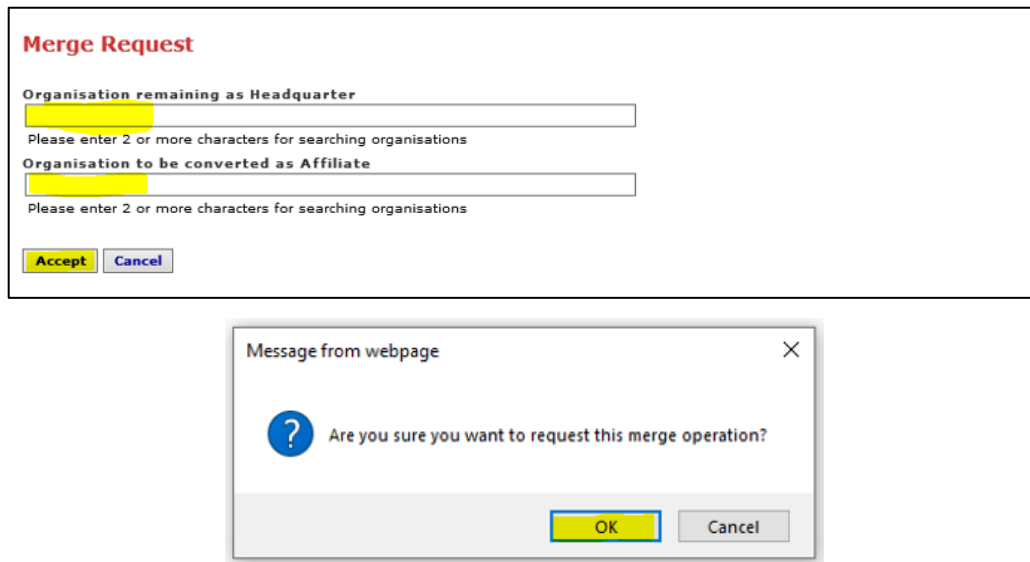 Merge Request
Organisation remaining as Headquarter
Please enter 2 or more characters for searching organisations
Organisation to be converted as Affiliate
Please enter 2 or more characters for searching organisations
Accept Cancel
Message from webpage
Are you sure you want to request this merge operation?
OK Cancel